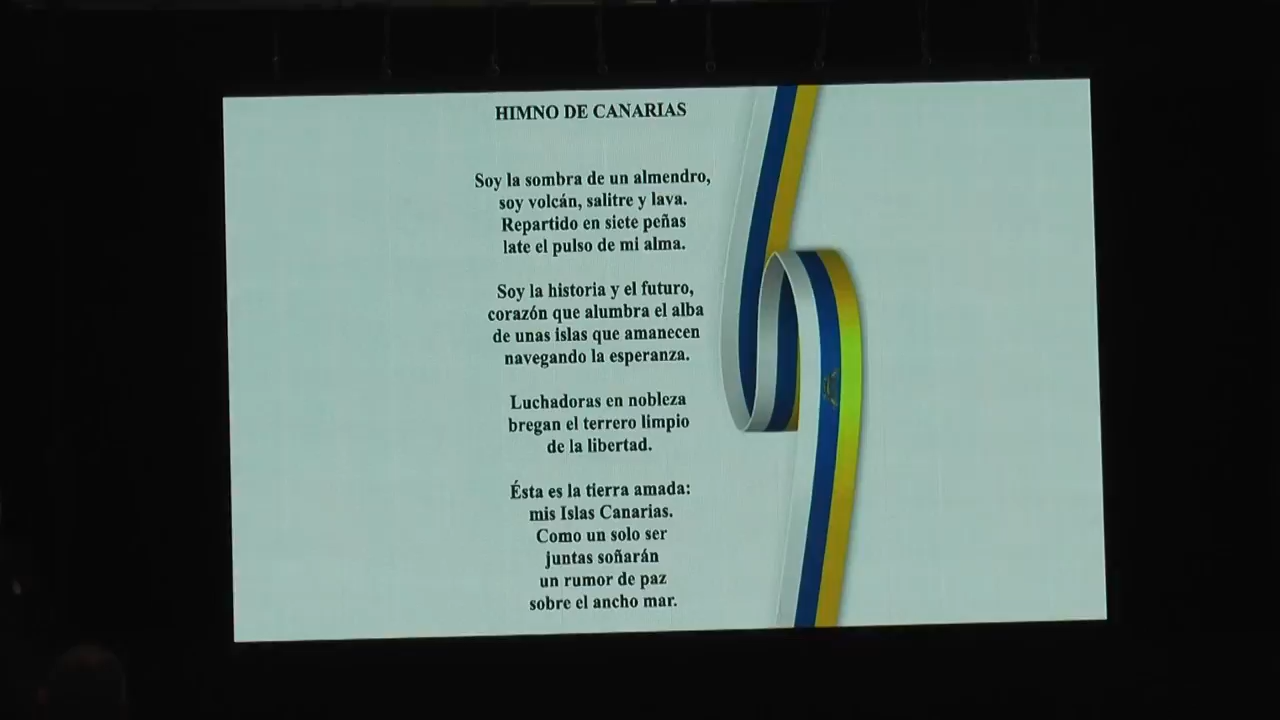 HIMNO DE CANARIAS
Soy la sombra de un almendro,
soy volcán, salitre y lava.
Repartido en siete peñas
late el pulso de mi alma.
Soy la historia y el futuro,
corazón que alumbra el alba
de unas islas que amanecen
navegando la esperanza.
Luchadoras en nobleza
bregan el terrero limpio
de la libertad.
Ésta es la tierra amada:
mis Islas Canarias.
Como un solo ser
juntas soñarán
un rumor de paz
sobre el ancho mar.